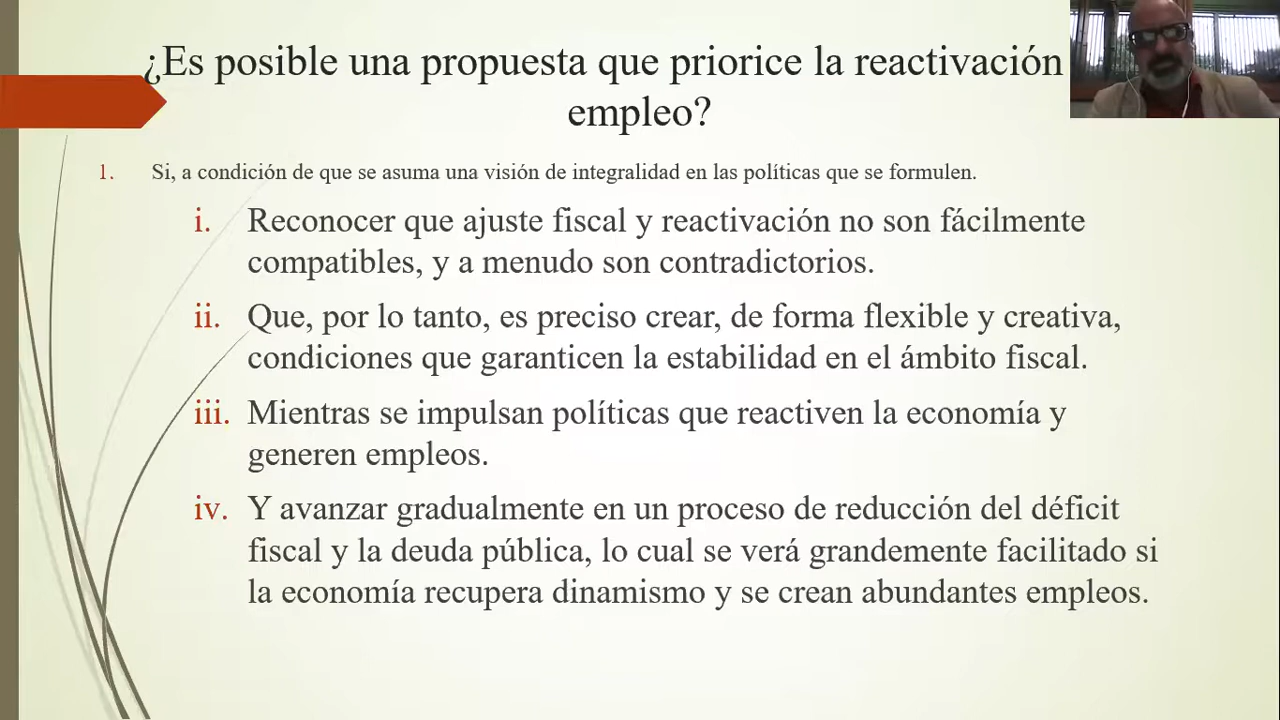 ¿Es posible una propuesta que priorice la reactivación
empleo?
1. Si, a condición de que se asuma una visión de integralidad en las políticas que se formulen.
i. Reconocer que ajuste fiscal y reactivación no son fácilmente
compatibles, y a menudo son contradictorios.
ii. Que, por lo tanto, es preciso crear, de forma flexible y creativa,
condiciones que garanticen la estabilidad en el ámbito fiscal.
iii. Mientras se impulsan políticas que reactiven la economía y
generen empleos.
iv. Y avanzar gradualmente en un proceso de reducción del déficit
fiscal y la deuda pública, lo cual se verá grandemente facilitado si
la economía recupera dinamismo y se crean abundantes empleos.